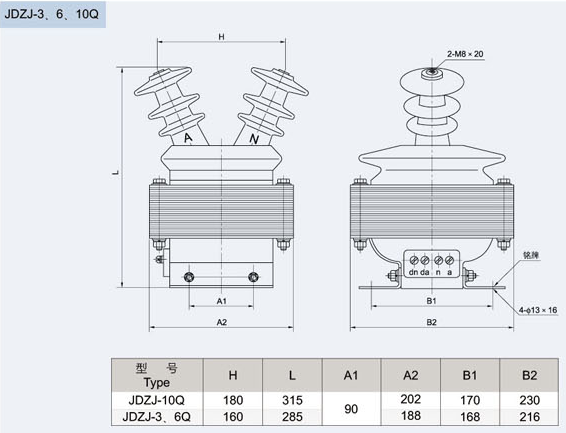 JDZJ-3、6、10Q
H
2-M8×20
A
N
L
dn da n a
铭牌
A1
B1
4-φ13×16
A2
B2
型 号
Type
H L A1 A2 B1 B2
JDZJ-10Q 180 315 90 202 170 230
JDZJ-3、6Q 160 285 188 168 216